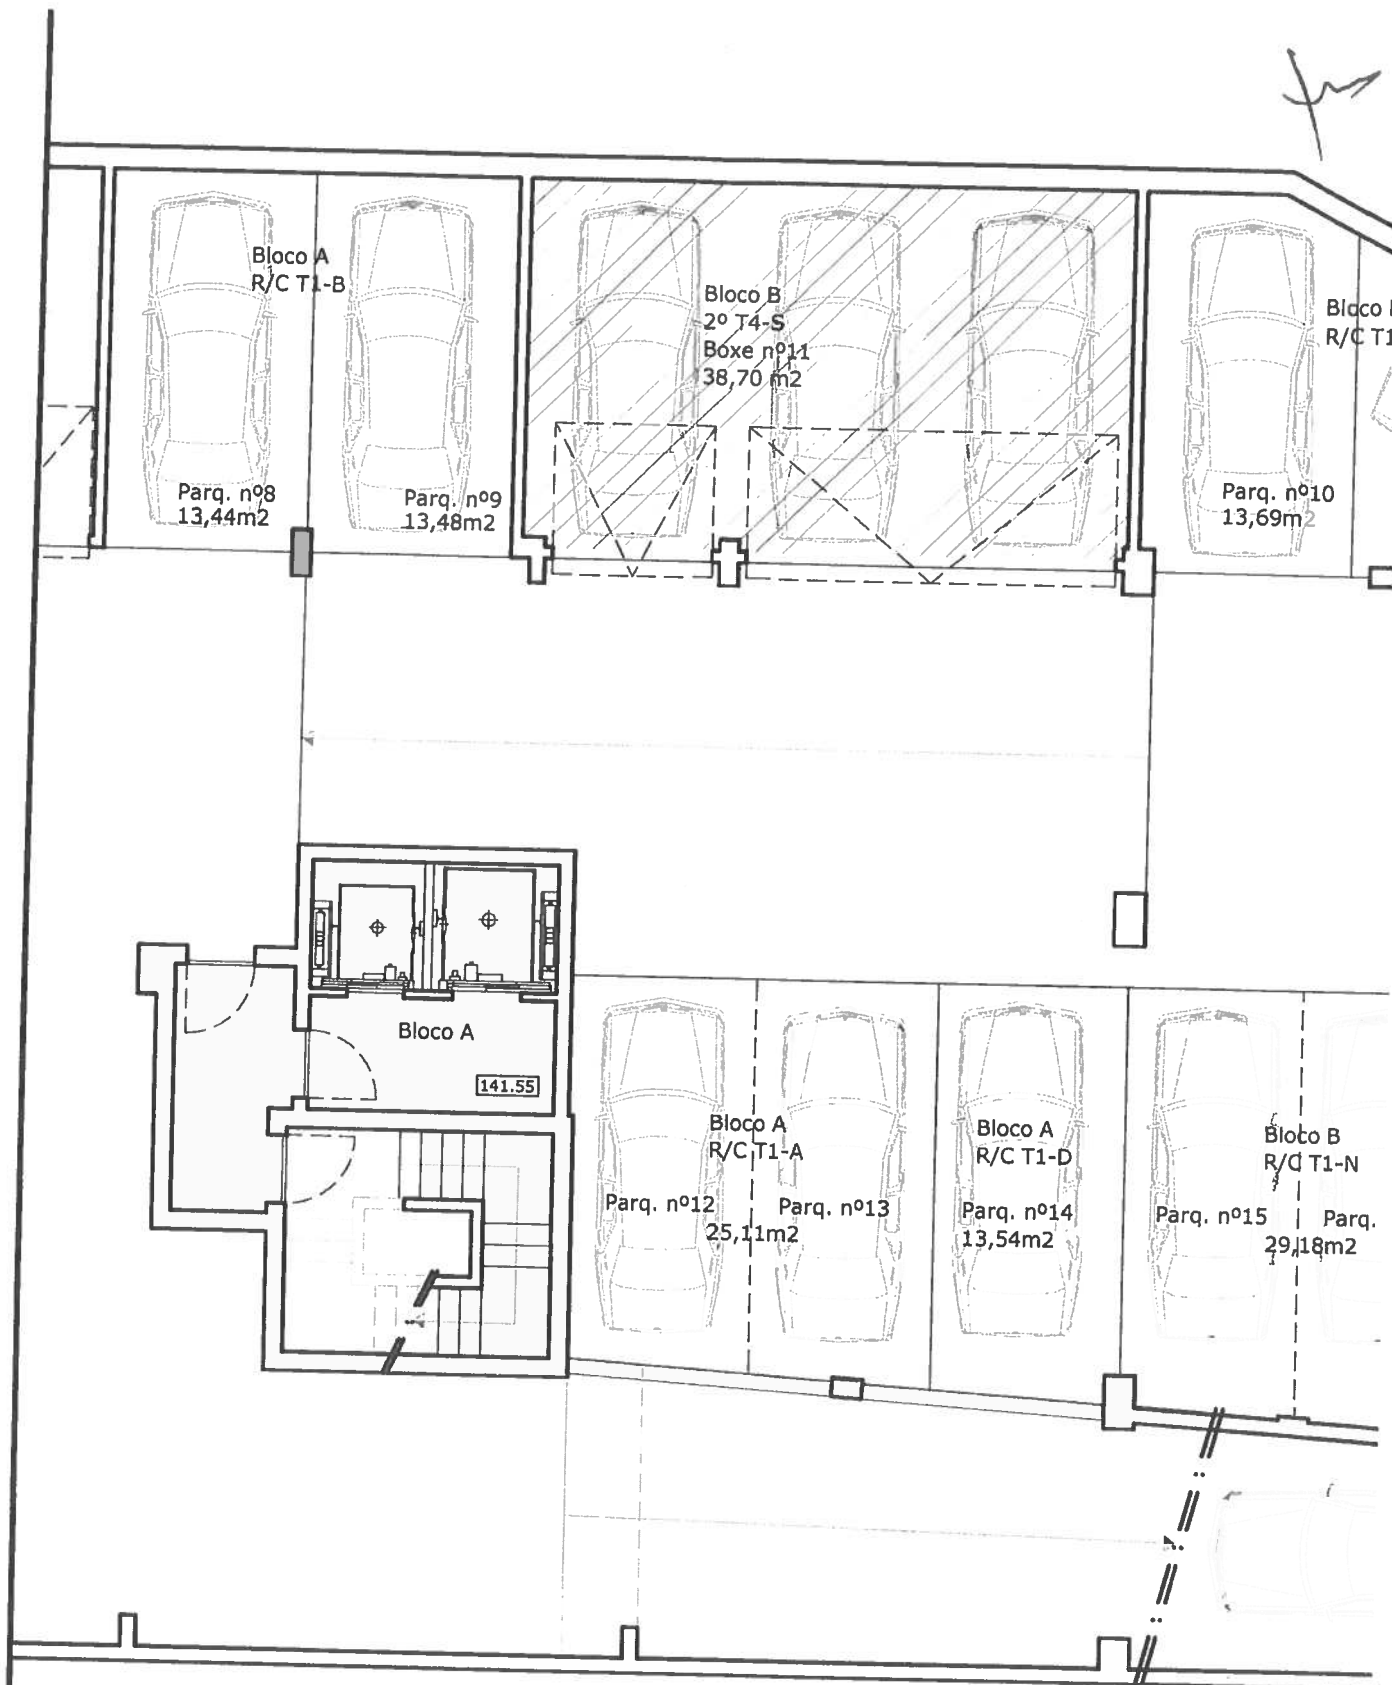 Bloco A
R/C T1-B
Parq. nº8
13,44m2
Parq. nº9
13,48m2
Bloco B
2º T4-S
Boxe nº11
38,70 m2
Bloco
R/C T1
Parq. nº10
13,69m2
Bloco A
141.55
Bloco A
R/C T1-A
Parq. nº12
Parq. nº13
25,11m2
Bloco A
R/C T1-D
Parq. nº14
13,54m2
Bloco B
R/C T1-N
Parq. nº15
Parq.
29,18m2